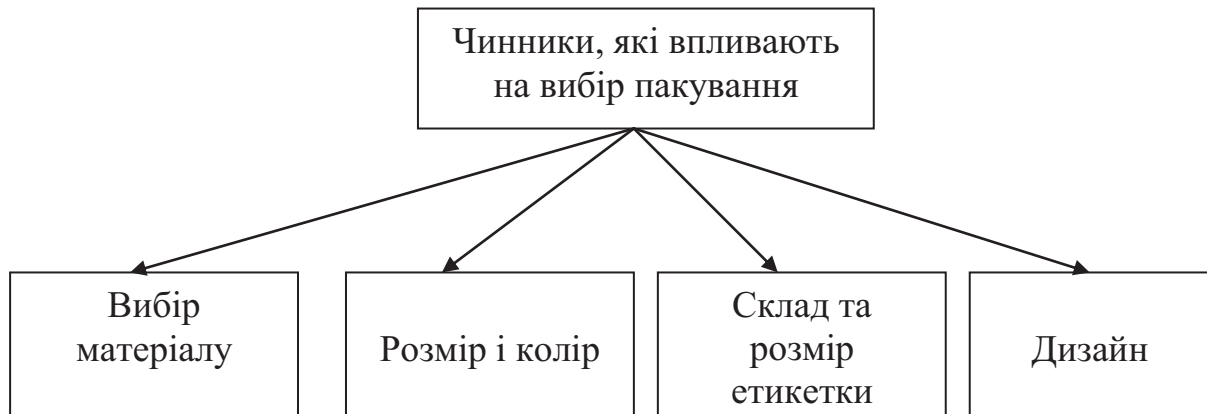 Чинники, які впливають
на вибір пакування
Вибір
матеріалу
Розмір і колір
Склад та
розмір
етикетки
Дизайн